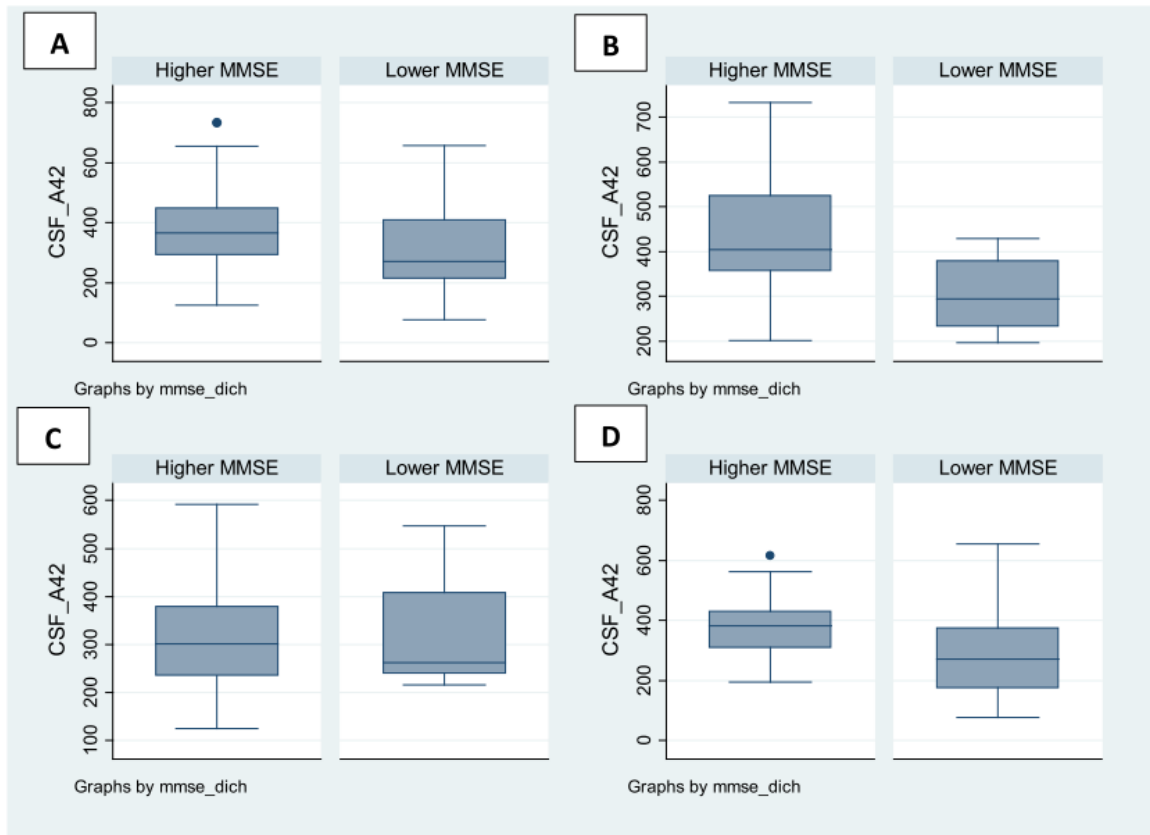 A
Higher MMSE
Lower MMSE
CSF_A42
800
600
400
200
0
Graphs by mmse_dich
B
Higher MMSE
Lower MMSE
CSF_A42
700
600
500
400
300
200
Graphs by mmse_dich
C
Higher MMSE
Lower MMSE
CSF_A42
600
500
400
300
200
100
Graphs by mmse_dich
D
Higher MMSE
Lower MMSE
CSF_A42
800
600
400
200
0
Graphs by mmse_dich